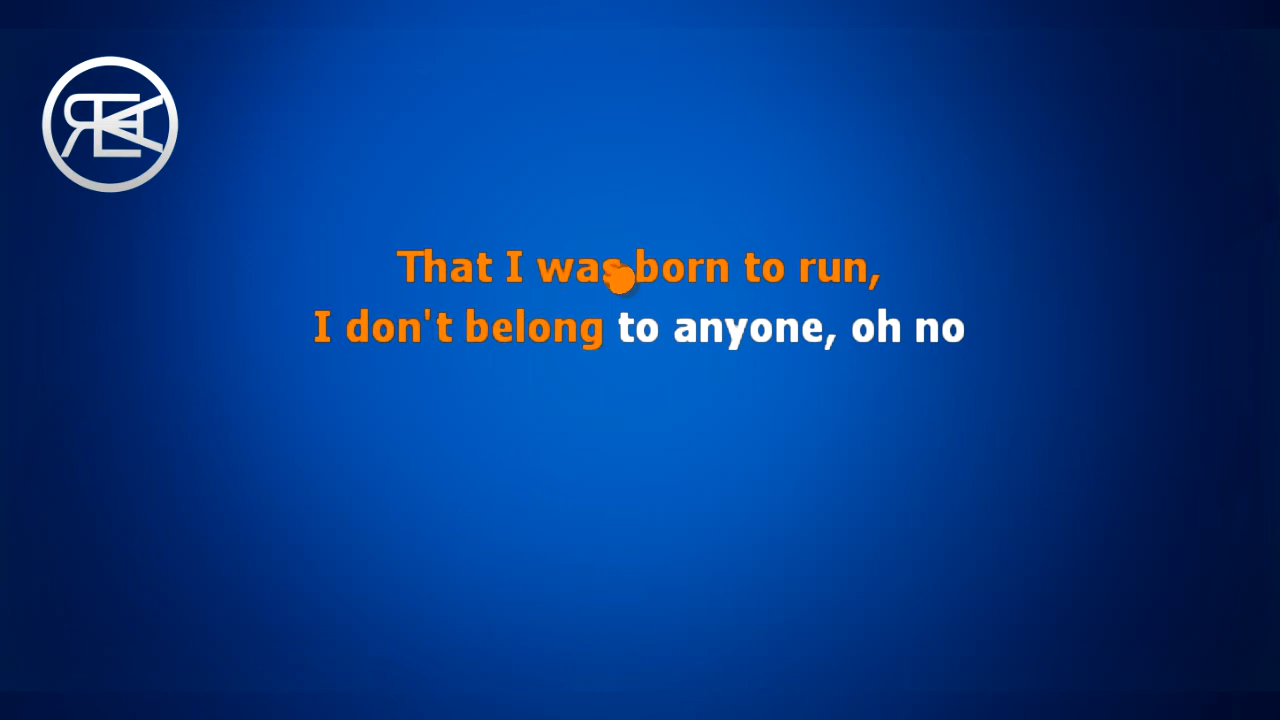 That I was born to run,
I don't belong to anyone, oh no